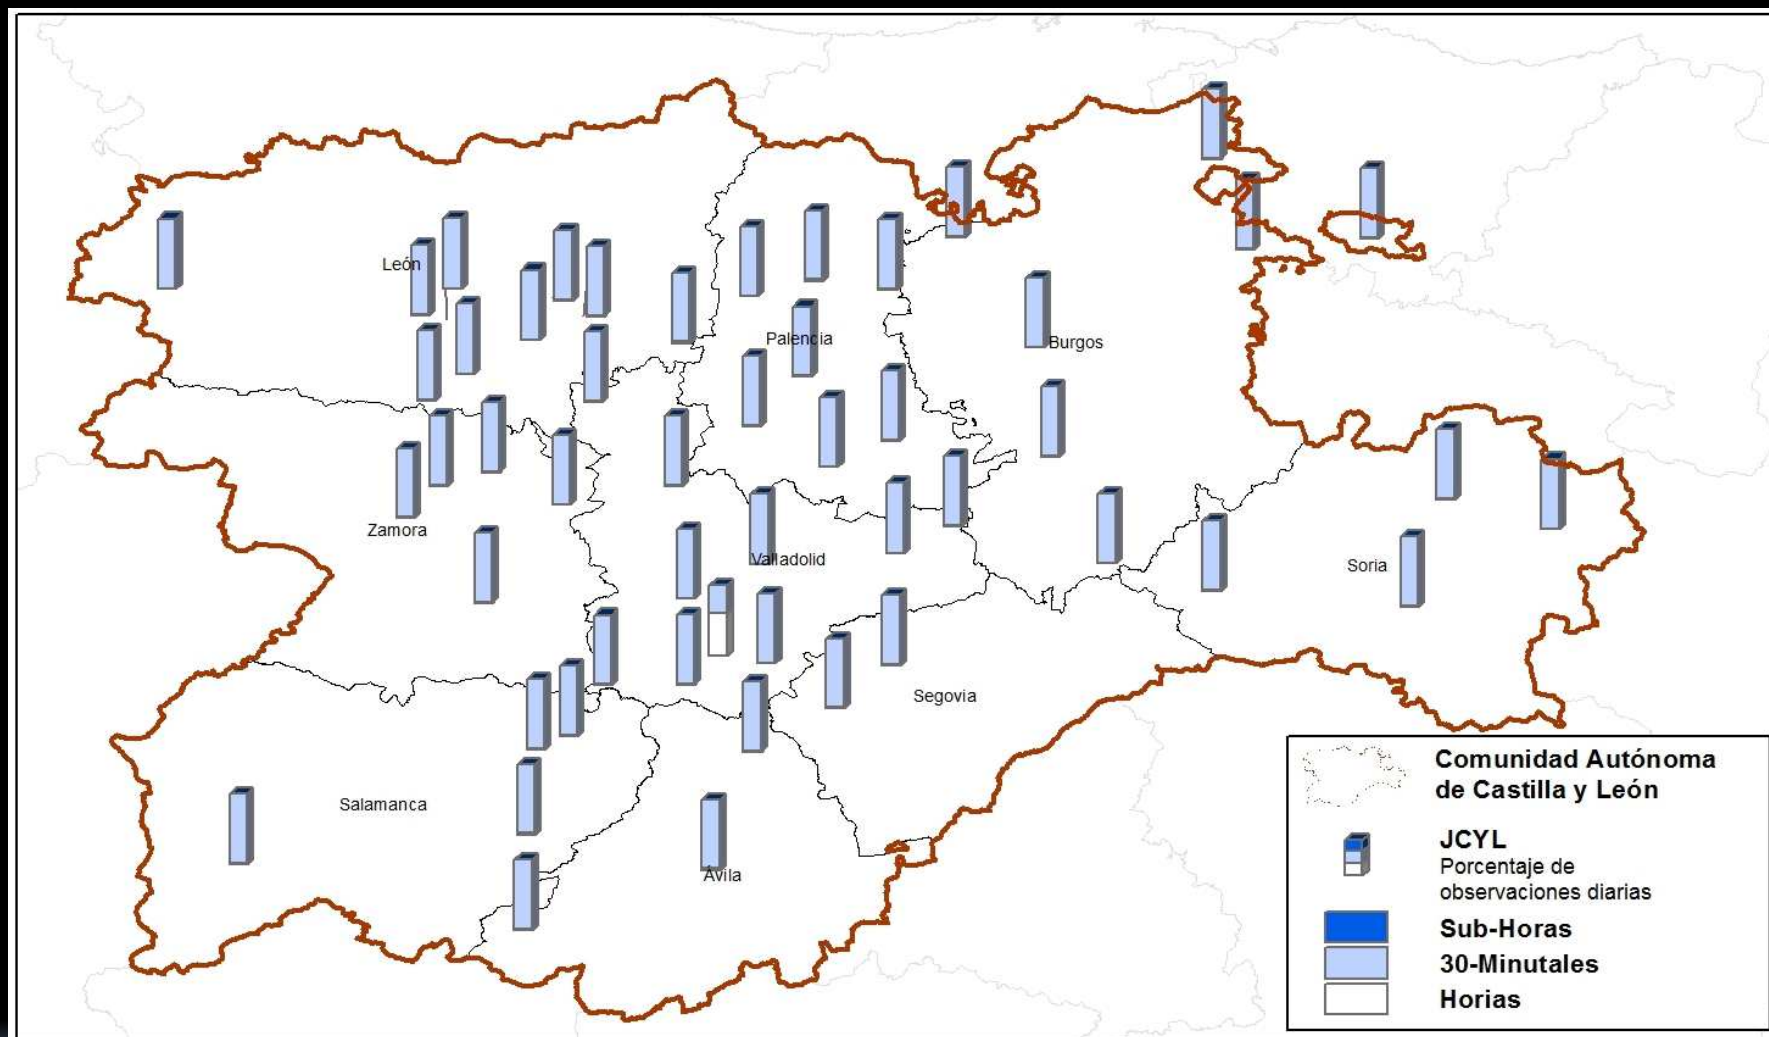 León
Palencia
Burgos
Zamora
Valladolid
Soria
Segovia
Salamanca
Ávila
Comunidad Autónoma
de Castilla y León
JCYL
Porcentaje de
observaciones diarias
Sub-Horas
30-Minutales
Horias